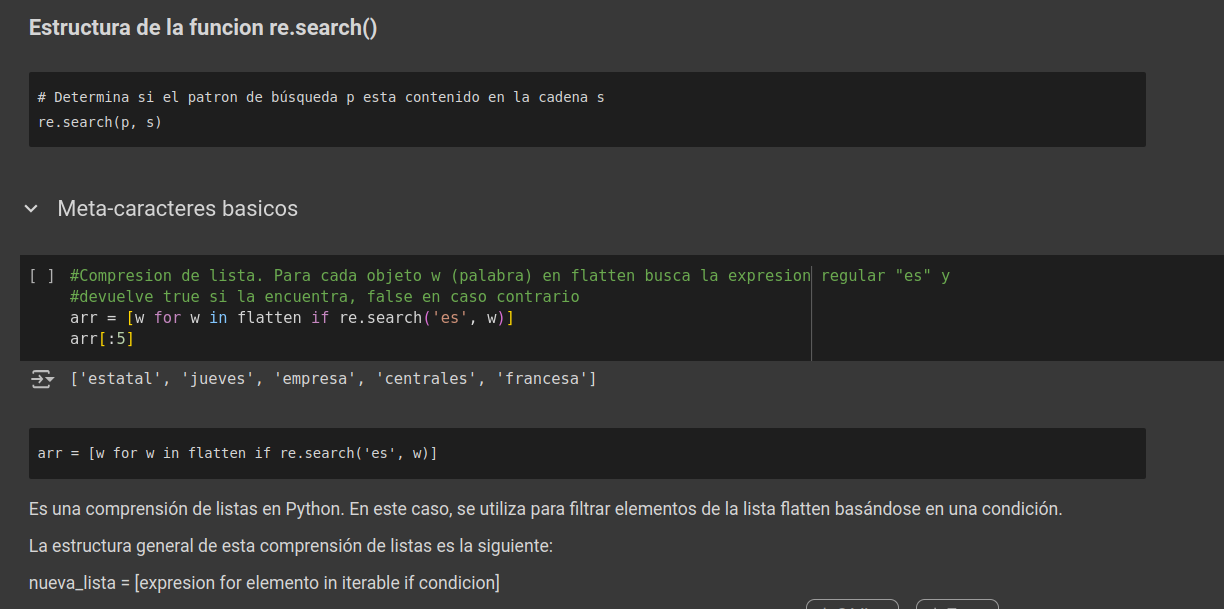 Estructura de la funcion re.search()
# Determina si el patron de búsqueda p esta contenido en la cadena s
re.search(p, s)
Meta-caracteres basicos
[ ] #Compresion de lista. Para cada objeto w (palabra) en flatten busca la expresion regular "es" y
#devuelve true si la encuentra, false en caso contrario
arr = [w for w in flatten if re.search('es', w)]
arr[:5]
['estatal', 'jueves', 'empresa', 'centrales', 'francesa']
arr = [w for w in flatten if re.search('es', w)]
Es una comprensión de listas en Python. En este caso, se utiliza para filtrar elementos de la lista flatten basándose en una condición.
La estructura general de esta comprensión de listas es la siguiente:
nueva_lista = [expresion for elemento in iterable if condicion]